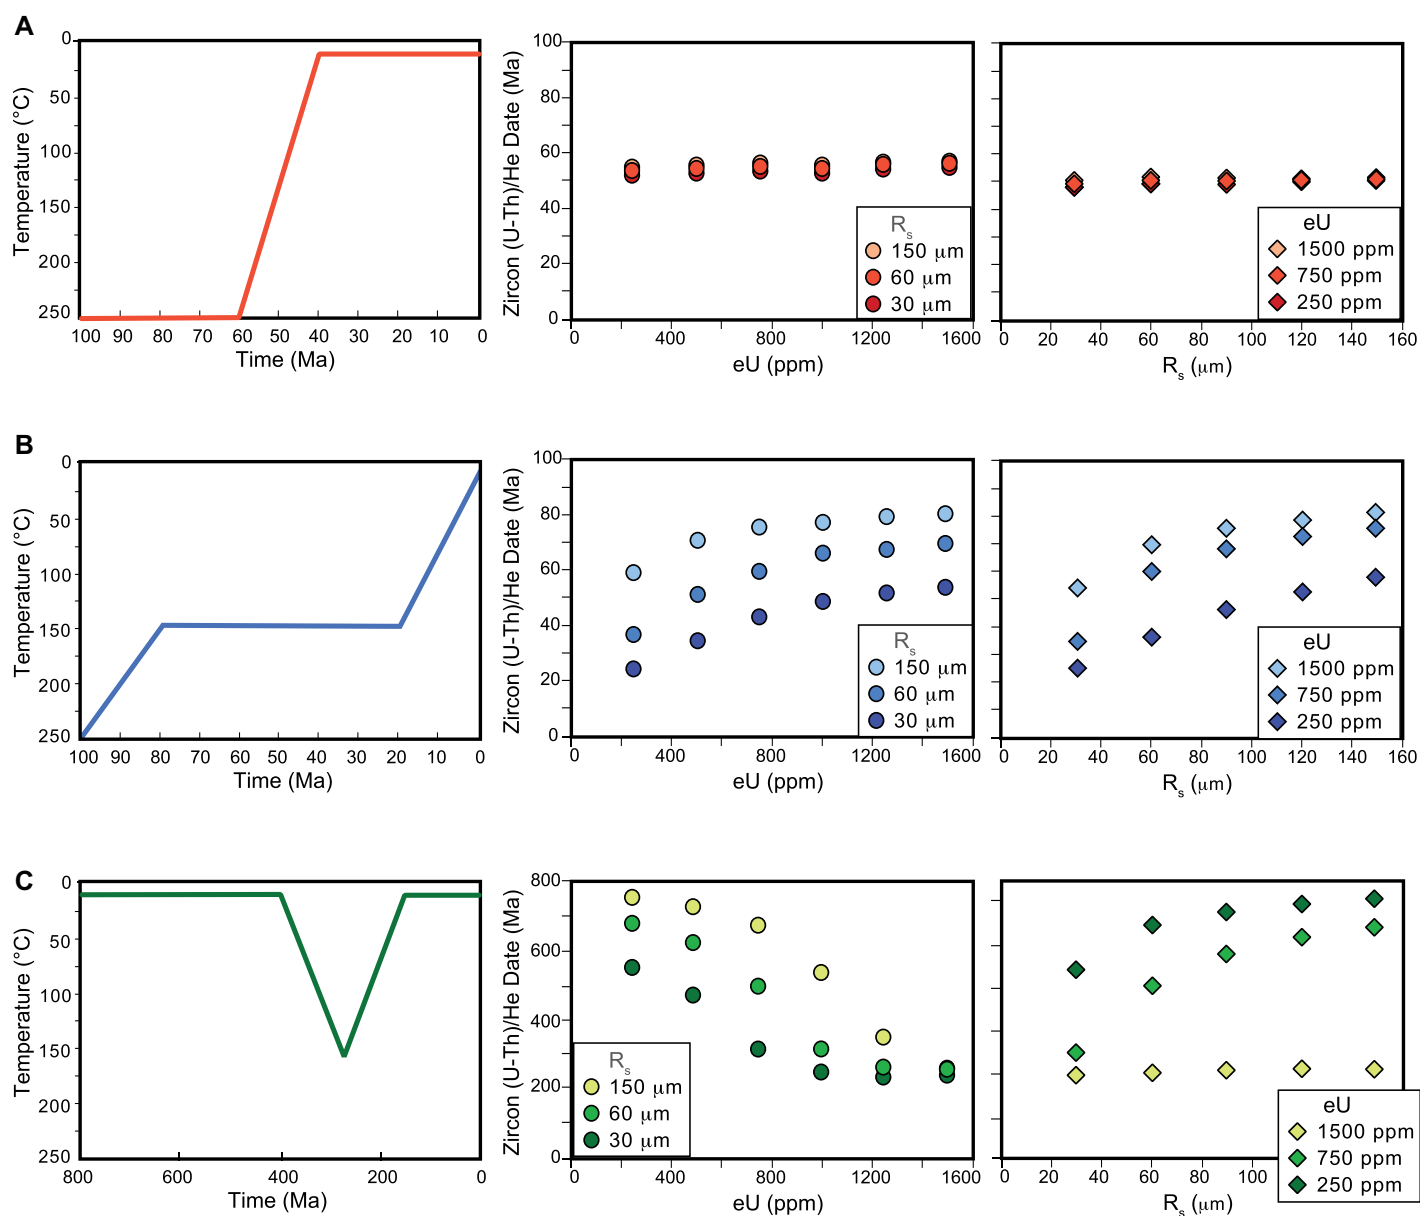 A
0
50
100
150
200
250
Temperature (°C)
100 90 80 70 60 50 40 30 20 10 0
Time (Ma)
100
80
60
40
20
0
Zircon (U-Th)/He Date (Ma)
0 400 800 1200 1600
eU (ppm)
Rs
150 μm
60 μm
30 μm
0 20 40 60 80 100 120 140 160
Rs (μm)
eU
1500 ppm
750 ppm
250 ppm
B
0
50
100
150
200
250
Temperature (°C)
100 90 80 70 60 50 40 30 20 10 0
Time (Ma)
100
80
60
40
20
0
Zircon (U-Th)/He Date (Ma)
0 400 800 1200 1600
eU (ppm)
Rs
150 μm
60 μm
30 μm
0 20 40 60 80 100 120 140 160
Rs (μm)
eU
1500 ppm
750 ppm
250 ppm
C
0
50
100
150
200
250
Temperature (°C)
800 600 400 200 0
Time (Ma)
800
600
400
200
0
Zircon (U-Th)/He Date (Ma)
0 400 800 1200 1600
eU (ppm)
Rs
150 μm
60 μm
30 μm
0 20 40 60 80 100
Rs (μm)
eU
1500 ppm
750 ppm
250 ppm